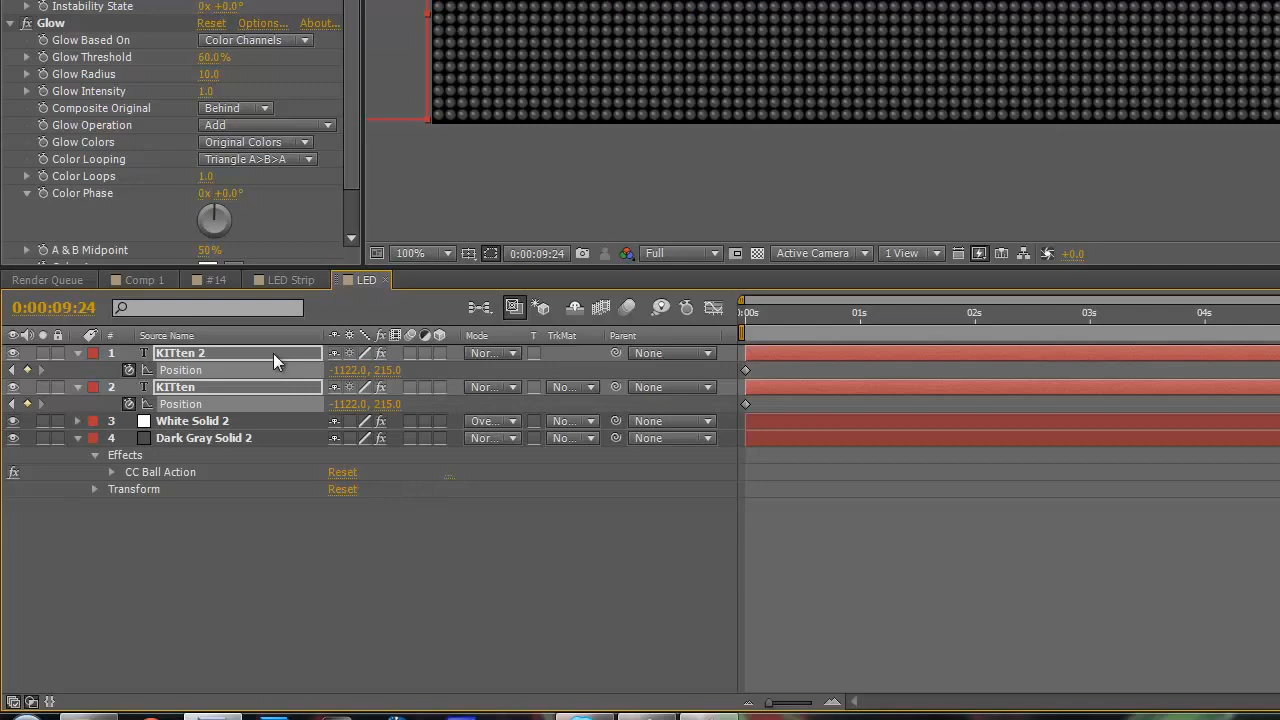 Instability State 0x +0.0°
fx Glow Reset Options... About...
Glow Based On Color Channels
Glow Threshold 60.0%
Glow Radius 10.0
Glow Intensity 1.0
Composite Original Behind
Glow Operation Add
Glow Colors Original Colors
Color Looping Triangle A>B>A
Color Loops 1.0
Color Phase 0x +0.0°
A & B Midpoint 50%
100% 0:00:09:24 Full Active Camera 1 View +0.0
Render Queue Comp 1 #14 LED Strip LED ×
0:00:09:24
:00s 01s 02s 03s 04s
# Source Name fx Mode T TrkMat Parent
1 T KITten 2 fx Nor... None
Position -1122.0, 215.0
2 T KITten fx Nor... No... None
Position -1122.0, 215.0
3 White Solid 2 Ove... No... None
4 Dark Gray Solid 2 Nor... No... None
Effects
fx CC Ball Action Reset ...
Transform Reset